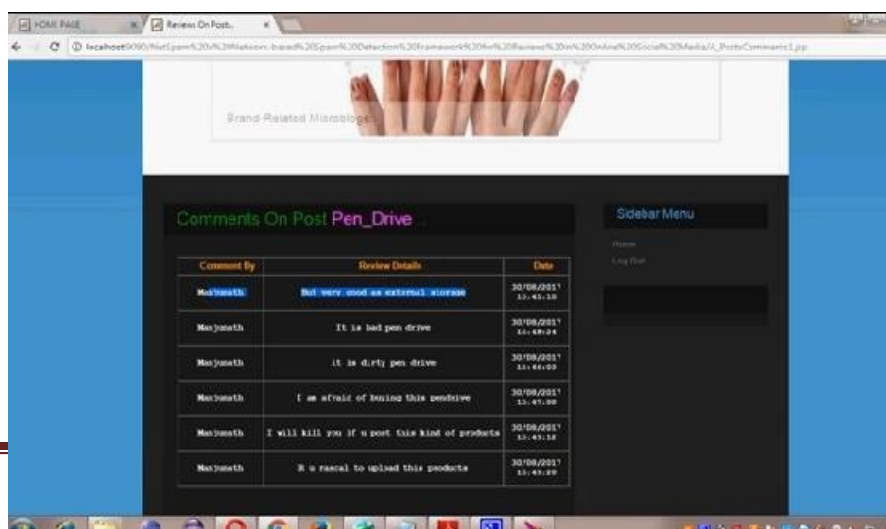 HOME PAGE
Reviews On Post..
Brand-Related Microblogs
Comments On Post Pen_Drive ..
Sidebar Menu
Home
Log Out
Comment By Review Details Date
Manjunath But very good as external storage 30/08/2017
Manjunath It is bad pen drive 30/08/2017
Manjunath it is dirty pen drive 30/08/2017
Manjunath I am afraid of buying this pendrive 30/08/2017
Manjunath I will kill you if u post this kind of products 30/08/2017
Manjunath R u rascal to upload this products 30/08/2017